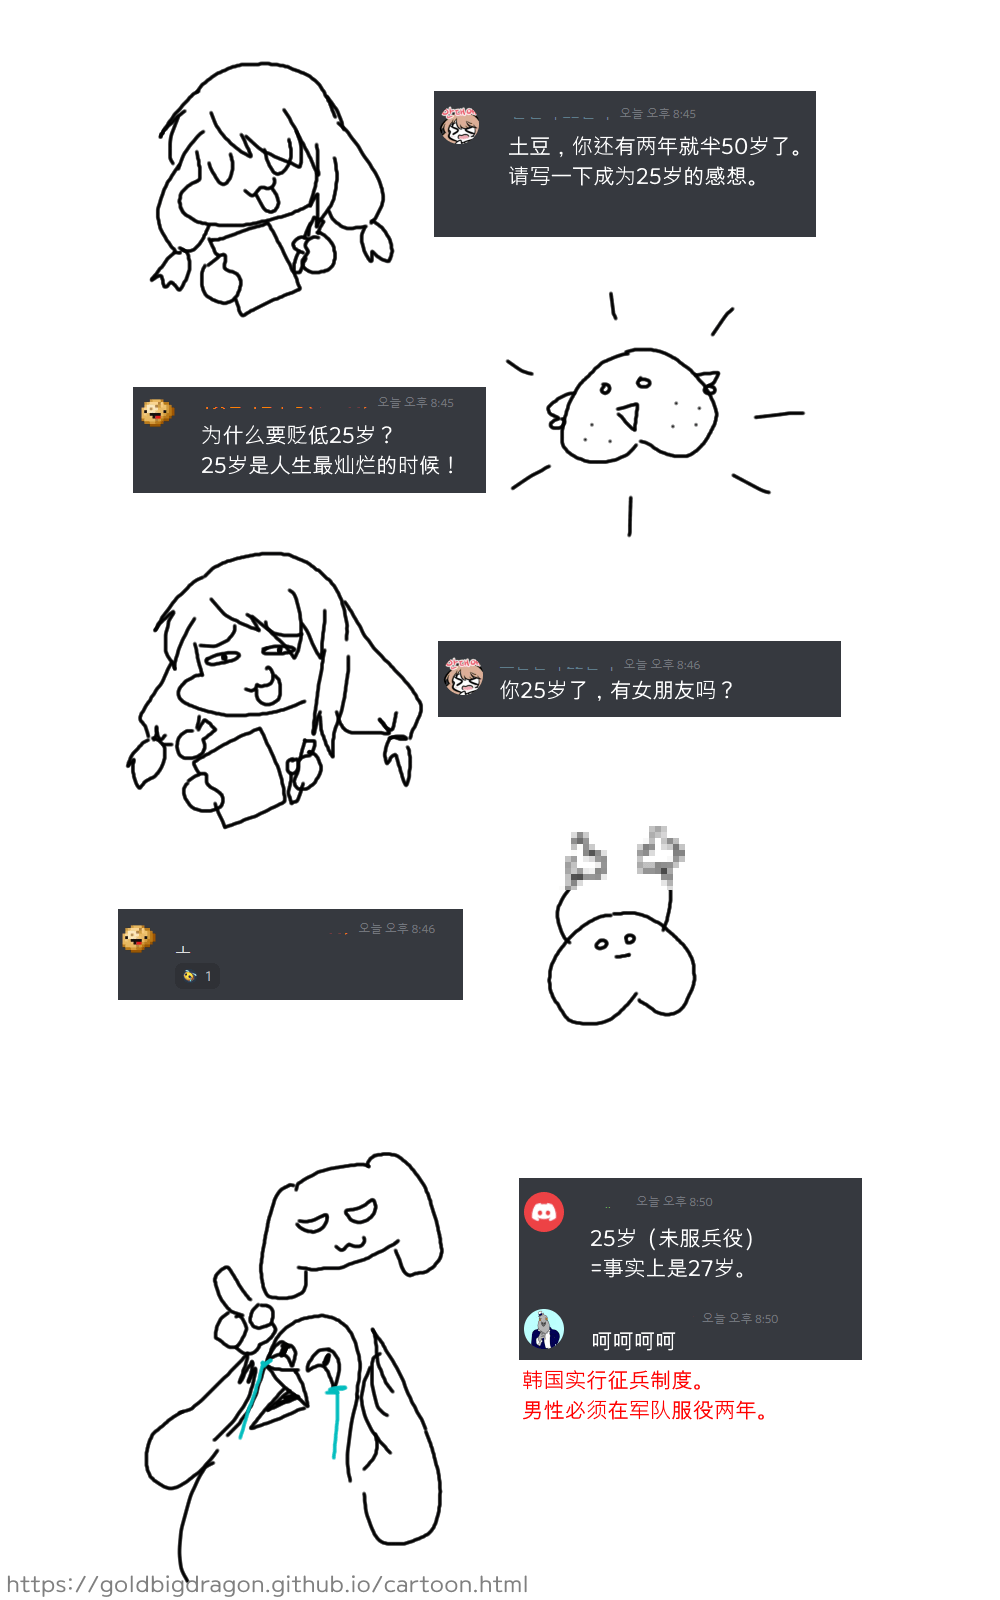 오늘 오후 8:45
土豆，你还有两年就半50岁了。
请写一下成为25岁的感想。
오늘 오후 8:45
为什么要贬低25岁？
25岁是人生最灿烂的时候！
오늘 오후 8:46
你25岁了，有女朋友吗？
오늘 오후 8:46
ㅗ
1
오늘 오후 8:50
25岁（未服兵役）
=事实上是27岁。
오늘 오후 8:50
呵呵呵呵
韩国实行征兵制度。
男性必须在军队服役两年。
https://goldbigdragon.github.io/cartoon.html